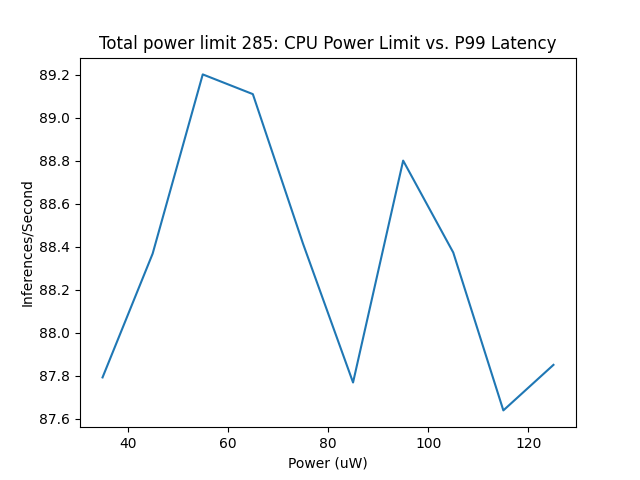 Total power limit 285: CPU Power Limit vs. P99 Latency
89.2
89.0
88.8
88.6
88.4
88.2
88.0
87.8
87.6
Inferences/Second
40 60 80 100 120
Power (uW)